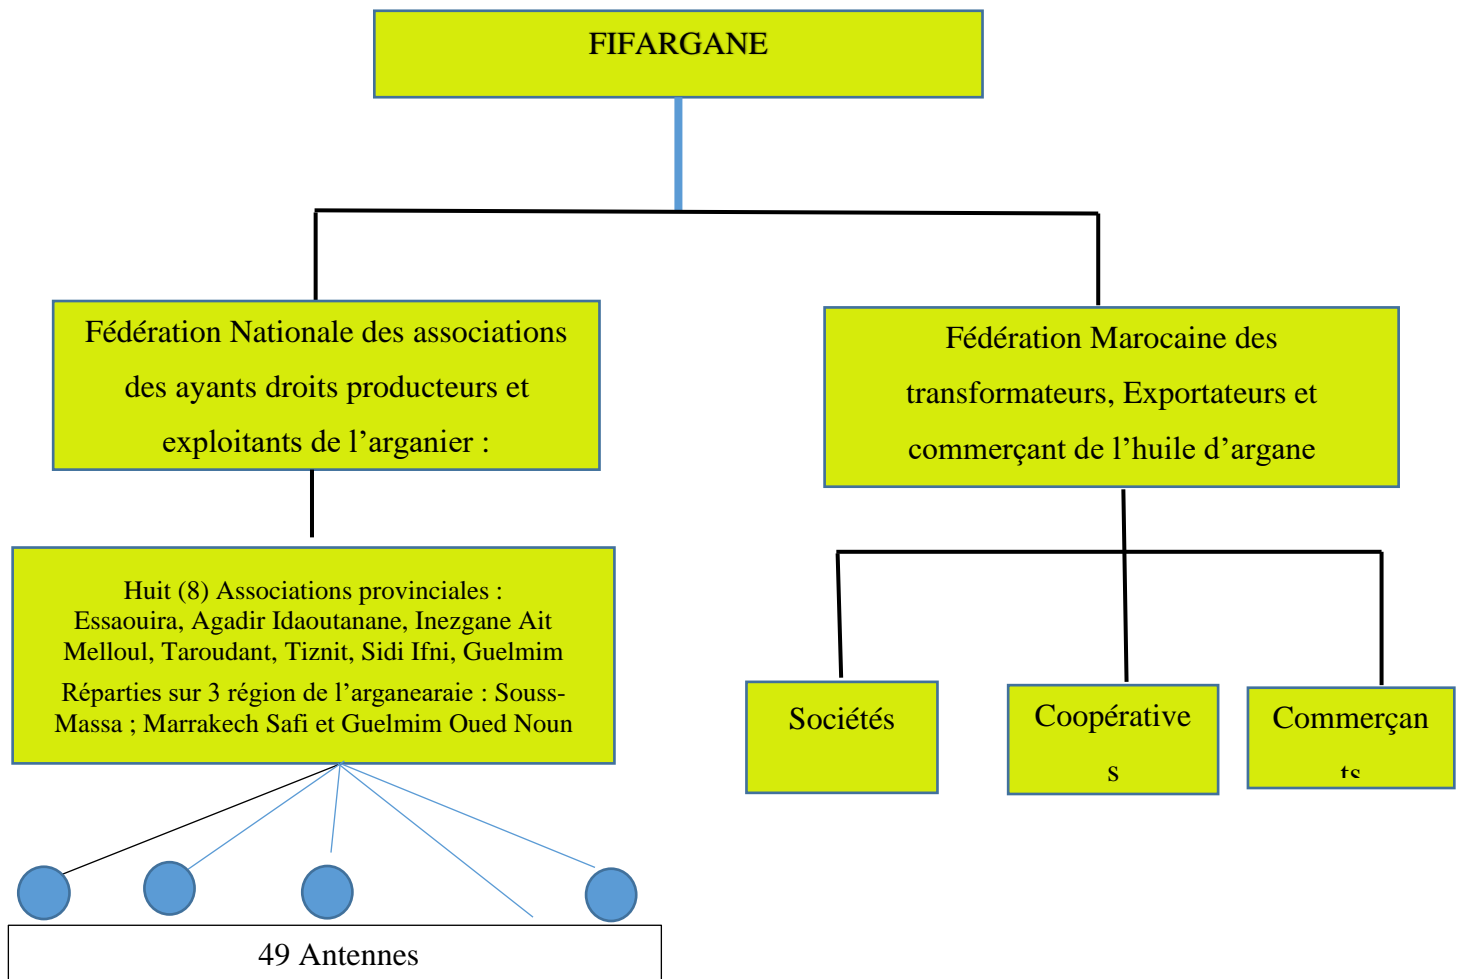 FIFARGANE
Fédération Nationale des associations
des ayants droits producteurs et
exploitants de l’arganier :
Fédération Marocaine des
transformateurs, Exportateurs et
commerçant de l’huile d’argane
Huit (8) Associations provinciales :
Essaouira, Agadir Idaoutanane, Inezgane Ait
Melloul, Taroudant, Tiznit, Sidi Ifni, Guelmim
Réparties sur 3 région de l’arganearaie : Souss-
Massa ; Marrakech Safi et Guelmim Oued Noun
Sociétés
Coopérative
s
Commerçan
ts
49 Antennes